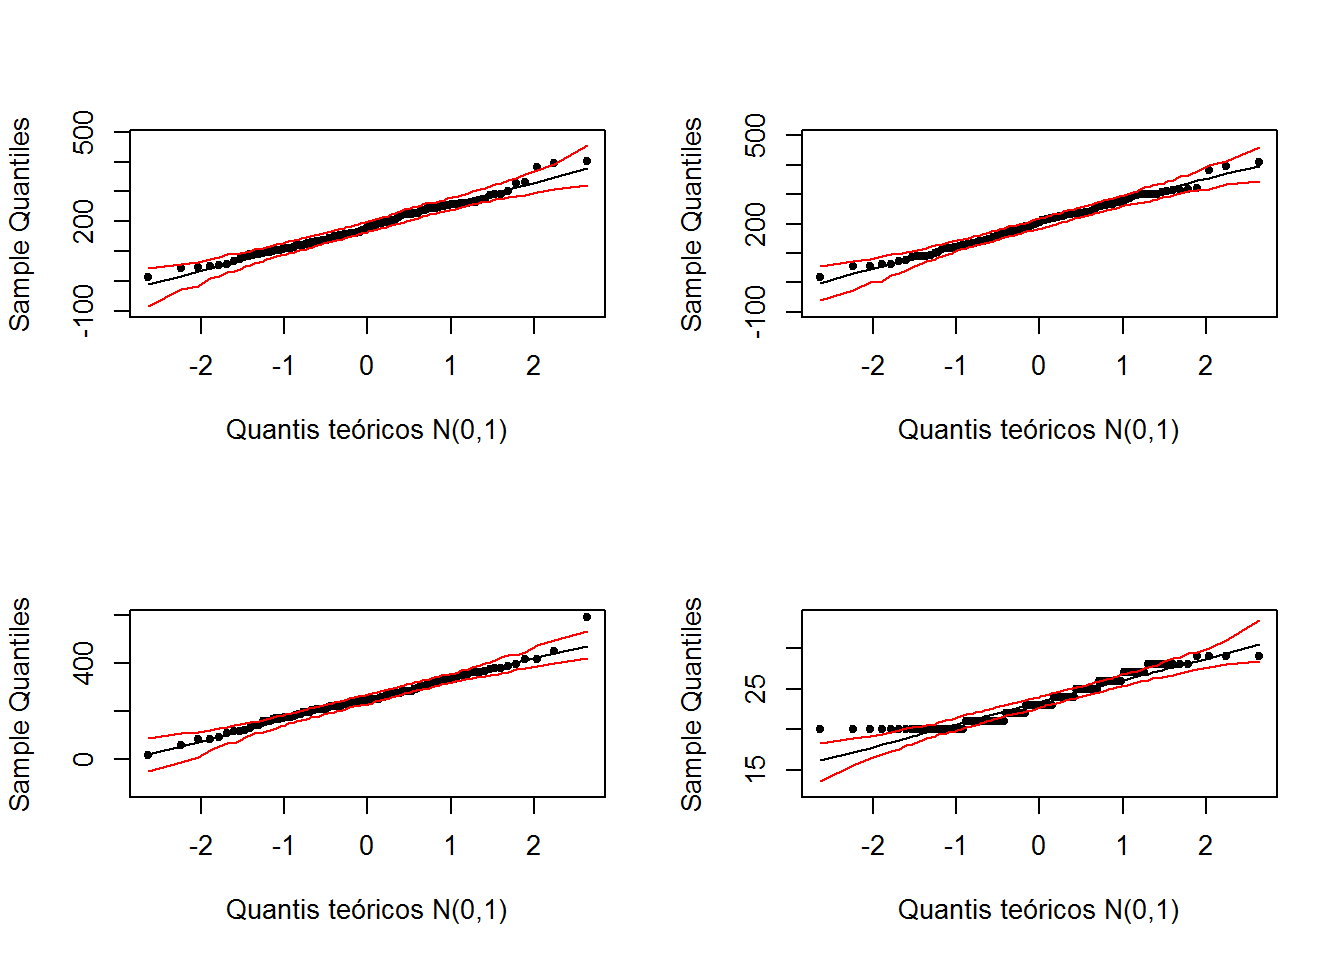 Sample Quantiles
500
200
-100
-2 -1 0 1 2
Quantis teóricos N(0,1)
Sample Quantiles
500
200
-100
-2 -1 0 1 2
Quantis teóricos N(0,1)
Sample Quantiles
400
0
-2 -1 0 1 2
Quantis teóricos N(0,1)
Sample Quantiles
25
15
-2 -1 0 1 2
Quantis teóricos N(0,1)